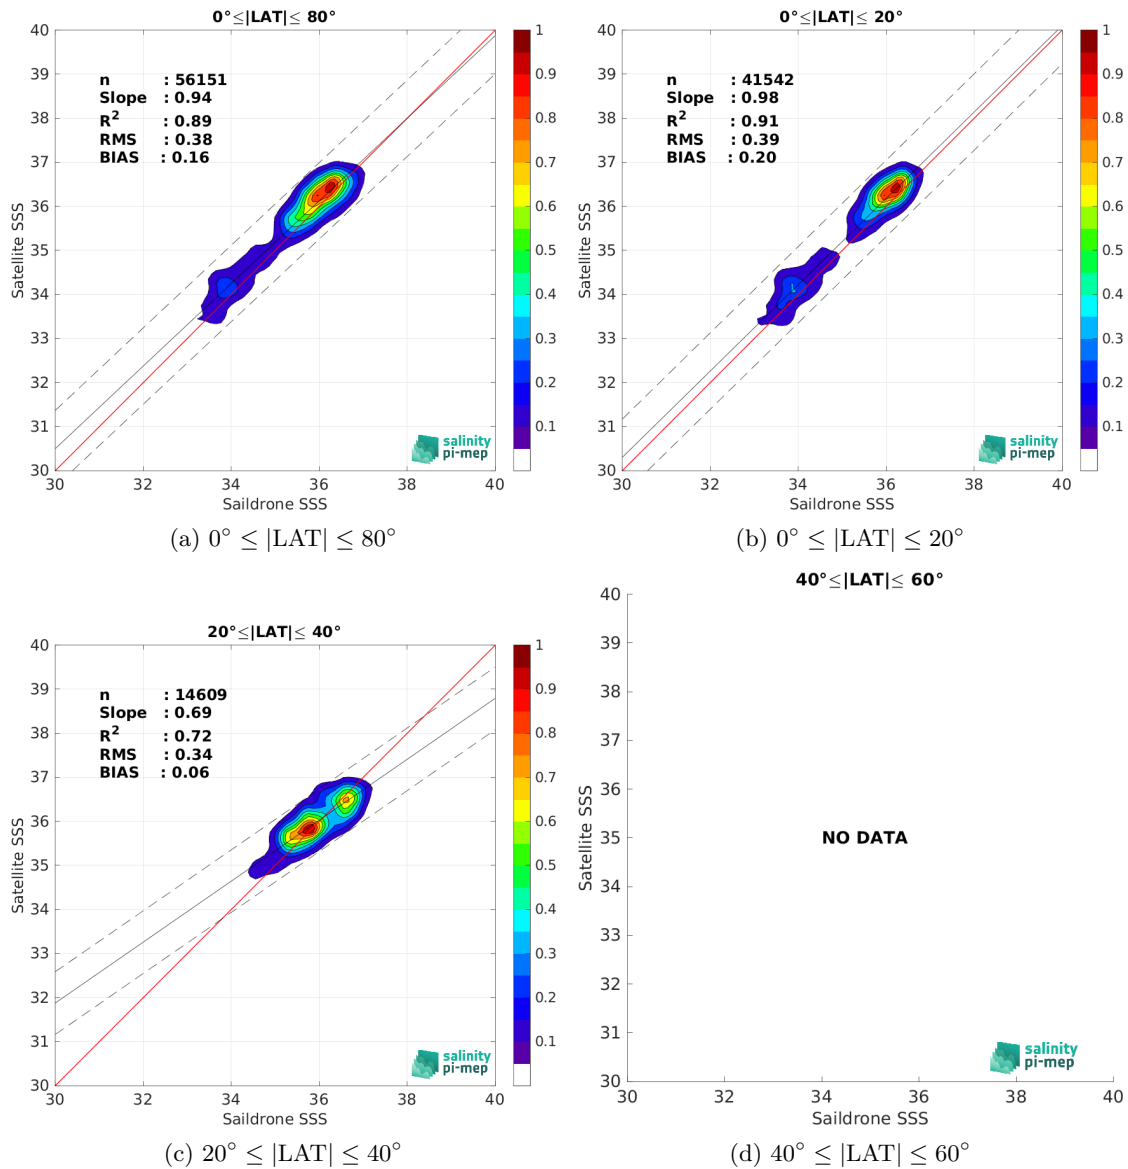 0°≤|LAT|≤ 80°
40
39
38
37
36
35
34
33
32
31
30
Satellite SSS
n : 56151
Slope : 0.94
R² : 0.89
RMS : 0.38
BIAS : 0.16
salinity
pi-mep
30 32 34 36 38 40
Saildrone SSS
1
0.9
0.8
0.7
0.6
0.5
0.4
0.3
0.2
0.1
(a) 0° ≤ |LAT| ≤ 80°
0°≤|LAT|≤ 20°
40
39
38
37
36
35
34
33
32
31
30
Satellite SSS
n : 41542
Slope : 0.98
R² : 0.91
RMS : 0.39
BIAS : 0.20
salinity
pi-mep
30 32 34 36 38 40
Saildrone SSS
1
0.9
0.8
0.7
0.6
0.5
0.4
0.3
0.2
0.1
(b) 0° ≤ |LAT| ≤ 20°
20°≤|LAT|≤ 40°
40
39
38
37
36
35
34
33
32
31
30
Satellite SSS
n : 14609
Slope : 0.69
R² : 0.72
RMS : 0.34
BIAS : 0.06
salinity
pi-mep
30 32 34 36 38 40
Saildrone SSS
1
0.9
0.8
0.7
0.6
0.5
0.4
0.3
0.2
0.1
(c) 20° ≤ |LAT| ≤ 40°
40°≤|LAT|≤ 60°
40
39
38
37
36
35
34
33
32
31
30
Satellite SSS
NO DATA
salinity
pi-mep
30 32 34 36 38 40
Saildrone SSS
(d) 40° ≤ |LAT| ≤ 60°